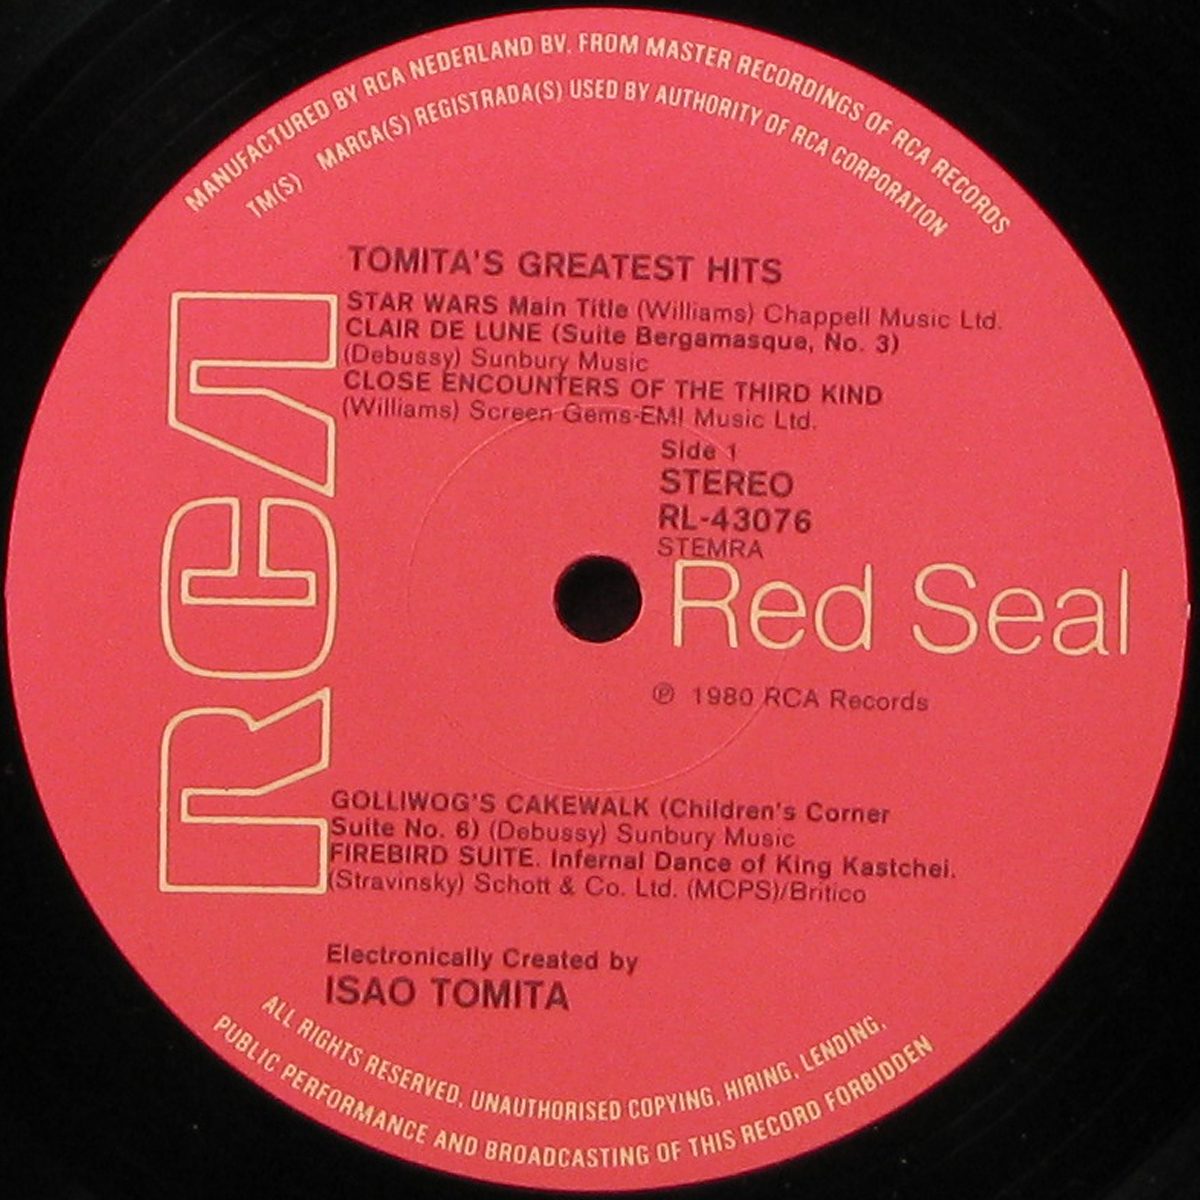 MANUFACTURED BY RCA NEDERLAND BV. FROM MASTER RECORDINGS OF RCA RECORDS
TM(S) MARCA(S) REGISTRADA(S) USED BY AUTHORITY OF RCA CORPORATION
TOMITA'S GREATEST HITS
STAR WARS Main Title (Williams) Chappell Music Ltd.
CLAIR DE LUNE (Suite Bergamasque, No. 3)
(Debussy) Sunbury Music
CLOSE ENCOUNTERS OF THE THIRD KIND
(Williams) Screen Gems-EMI Music Ltd.
Side 1
STEREO
RL-43076
STEMRA
RCA
Red Seal
℗ 1980 RCA Records
GOLLIWOG'S CAKEWALK (Children's Corner
Suite No. 6) (Debussy) Sunbury Music
FIREBIRD SUITE. Infernal Dance of King Kastchei.
(Stravinsky) Schott & Co. Ltd. (MCPS)/Britico
Electronically Created by
ISAO TOMITA
ALL RIGHTS RESERVED, UNAUTHORISED COPYING, HIRING, LENDING,
PUBLIC PERFORMANCE AND BROADCASTING OF THIS RECORD FORBIDDEN